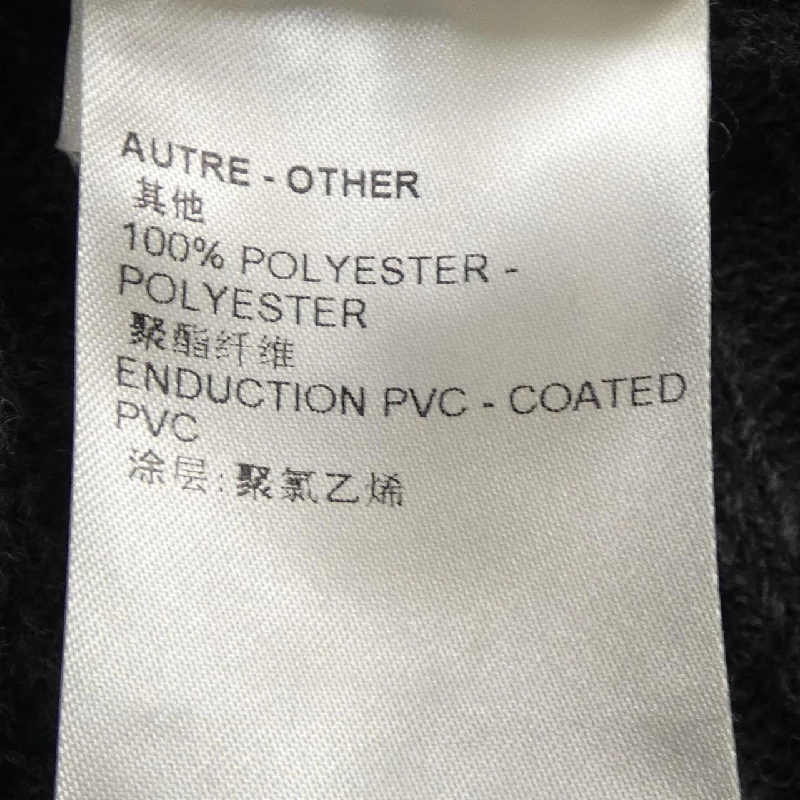 AUTRE - OTHER
其他
100% POLYESTER -
POLYESTER
聚酯纤维
ENDUCTION PVC - COATED
PVC
涂层:聚氯乙烯